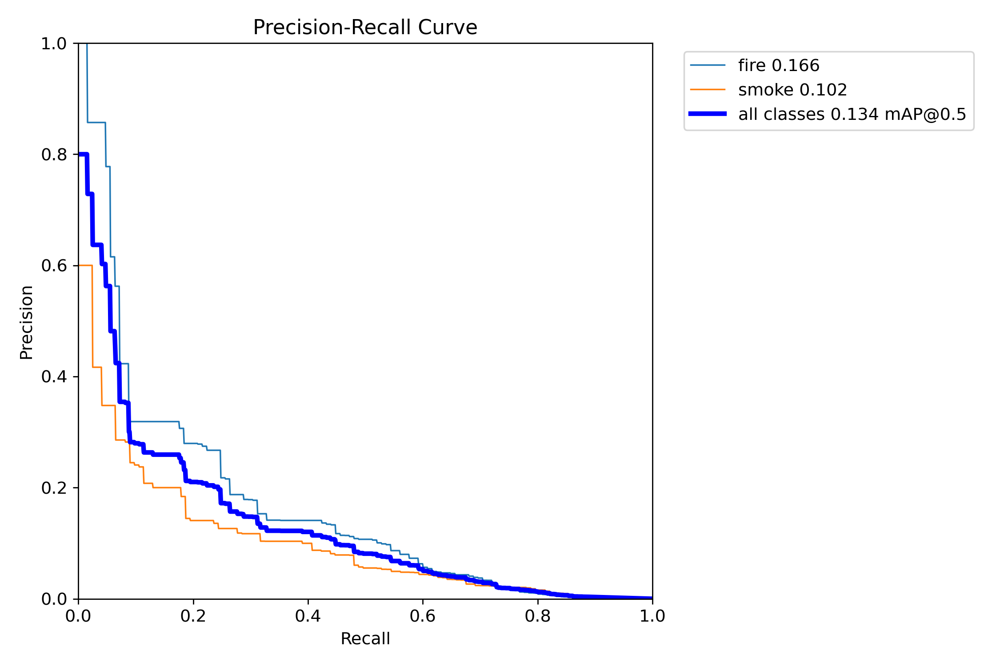 Precision-Recall Curve
1.0
0.8
0.6
0.4
0.2
0.0
Precision
0.0 0.2 0.4 0.6 0.8 1.0
Recall
fire 0.166
smoke 0.102
all classes 0.134 mAP@0.5